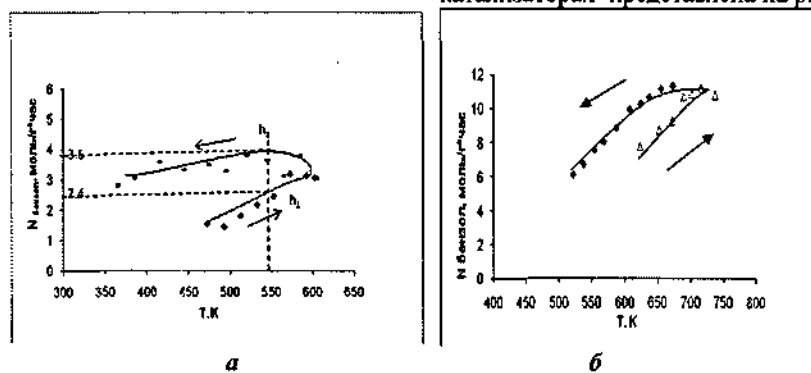 катализаторах представлена на р
6
5
4
3
2
1
0
3.6
2.4
N бензол, моль/г*час
h₂
h₁
300 350 400 450 500 550 600 650
Т.К
а
12
10
8
6
4
2
0
N бензол, моль/г*час
400 450 500 550 600 650 700 750 800
Т.К
б